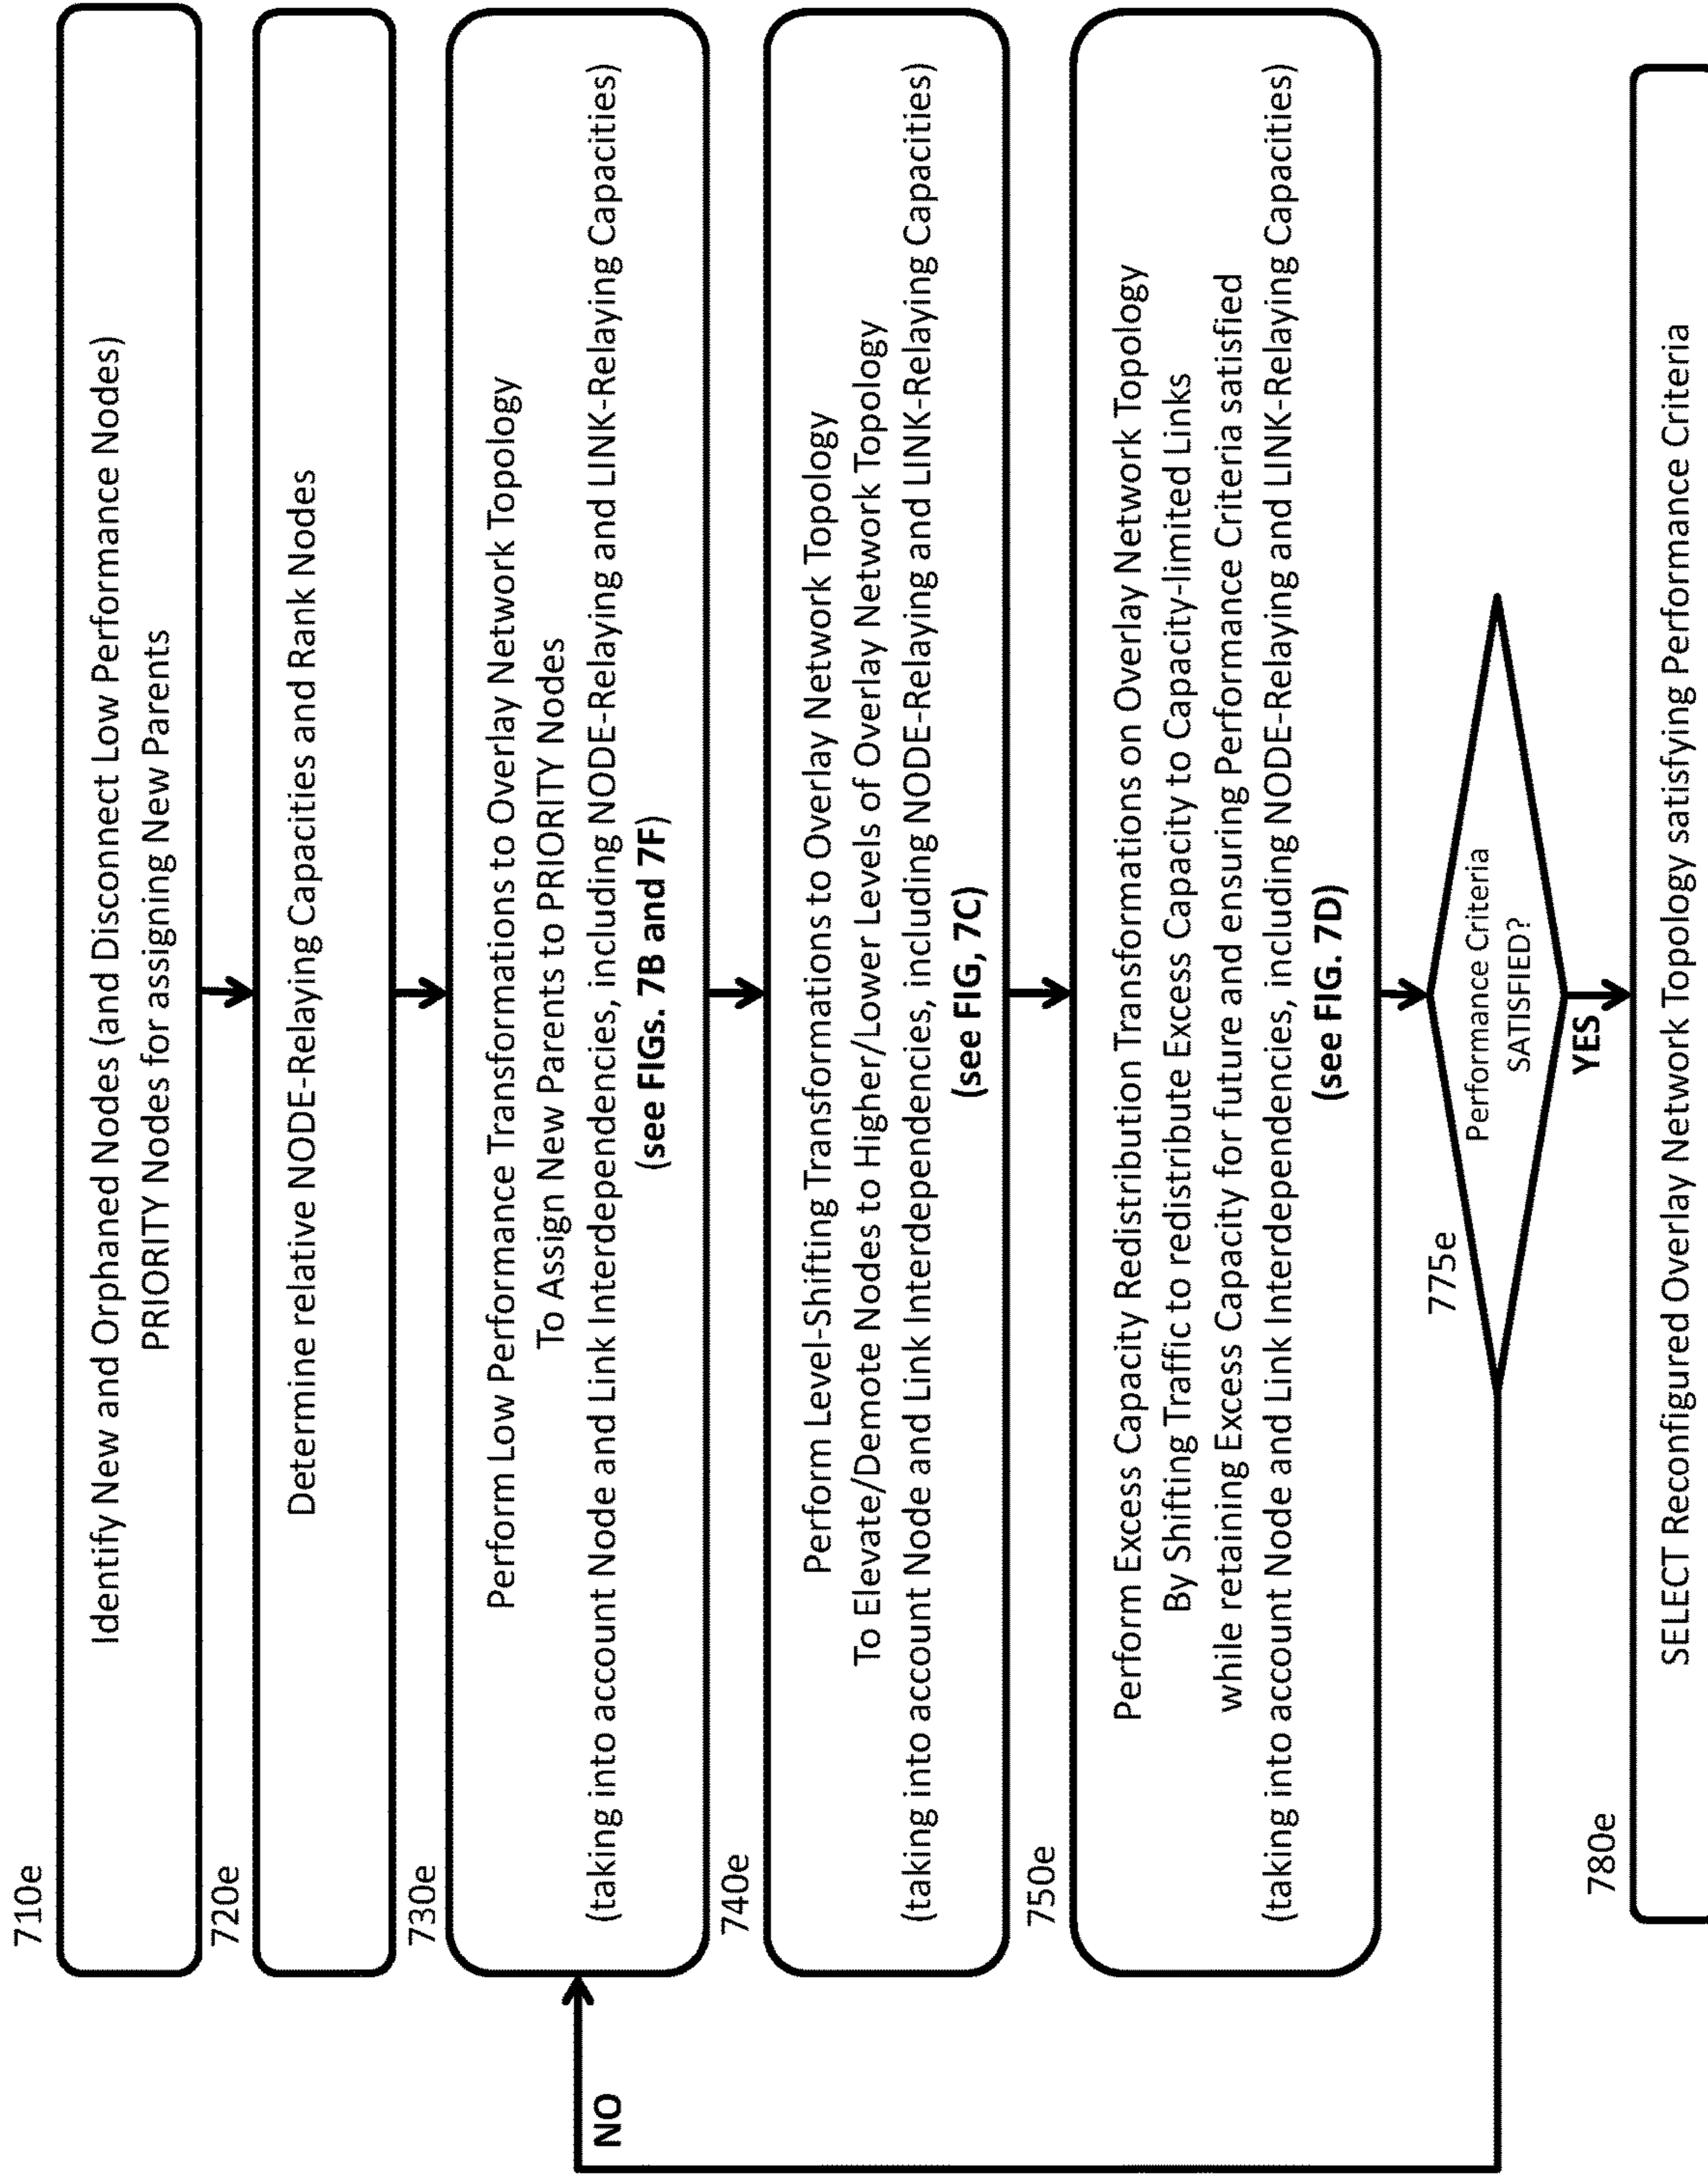 710e
Identify New and Orphaned Nodes (and Disconnect Low Performance Nodes)
PRIORITY Nodes for assigning New Parents
720e
Determine relative NODE-Relaying Capacities and Rank Nodes
730e
Perform Low Performance Transformations to Overlay Network Topology
To Assign New Parents to PRIORITY Nodes
(taking into account Node and Link Interdependencies, including NODE-Relaying and LINK-Relaying Capacities)
(see FIGs. 7B and 7F)
NO
740e
Perform Level-Shifting Transformations to Overlay Network Topology
To Elevate/Demote Nodes to Higher/Lower Levels of Overlay Network Topology
(taking into account Node and Link Interdependencies, including NODE-Relaying and LINK-Relaying Capacities)
(see FIG, 7C)
750e
Perform Excess Capacity Redistribution Transformations on Overlay Network Topology
By Shifting Traffic to redistribute Excess Capacity to Capacity-limited Links
while retaining Excess Capacity for future and ensuring Performance Criteria satisfied
(taking into account Node and Link Interdependencies, including NODE-Relaying and LINK-Relaying Capacities)
(see FIG. 7D)
775e
Performance Criteria
SATISFIED?
YES
780e
SELECT Reconfigured Overlay Network Topology satisfying Performance Criteria